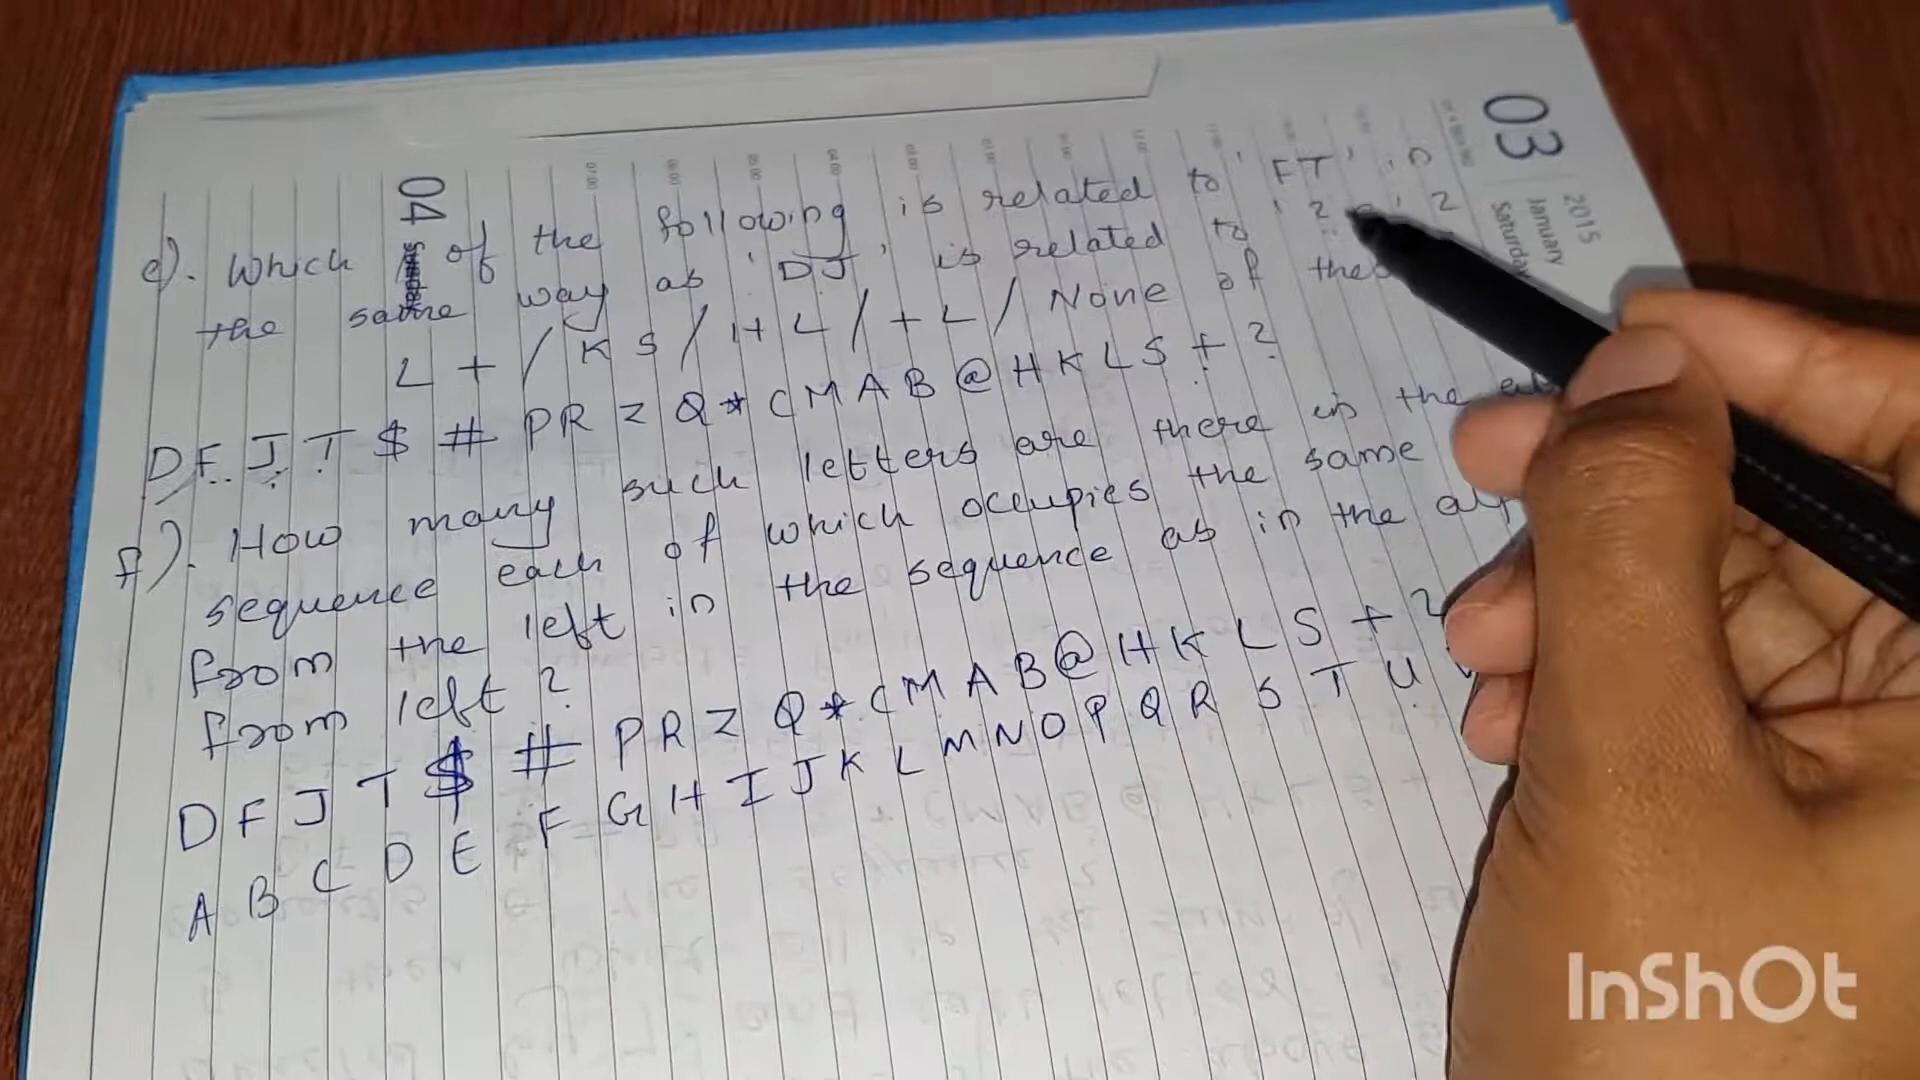 03
2015
January
Saturday
04
e). Which of the following is related to 'FT' in
the same way as 'DJ' is related to '? ' ?
L + / K S / H L / + L / None of
D F J T $ # P R Z Q * C M A B @ H K L S + ?
f). How many such letters are there in the
sequence each of which occupies the same
from the left in the sequence as in the
from left ?
D F J T $ # P R Z Q * C M A B @ H K L S + ?
A B C D E F G H I J K L M N O P Q R S T U
InShOt